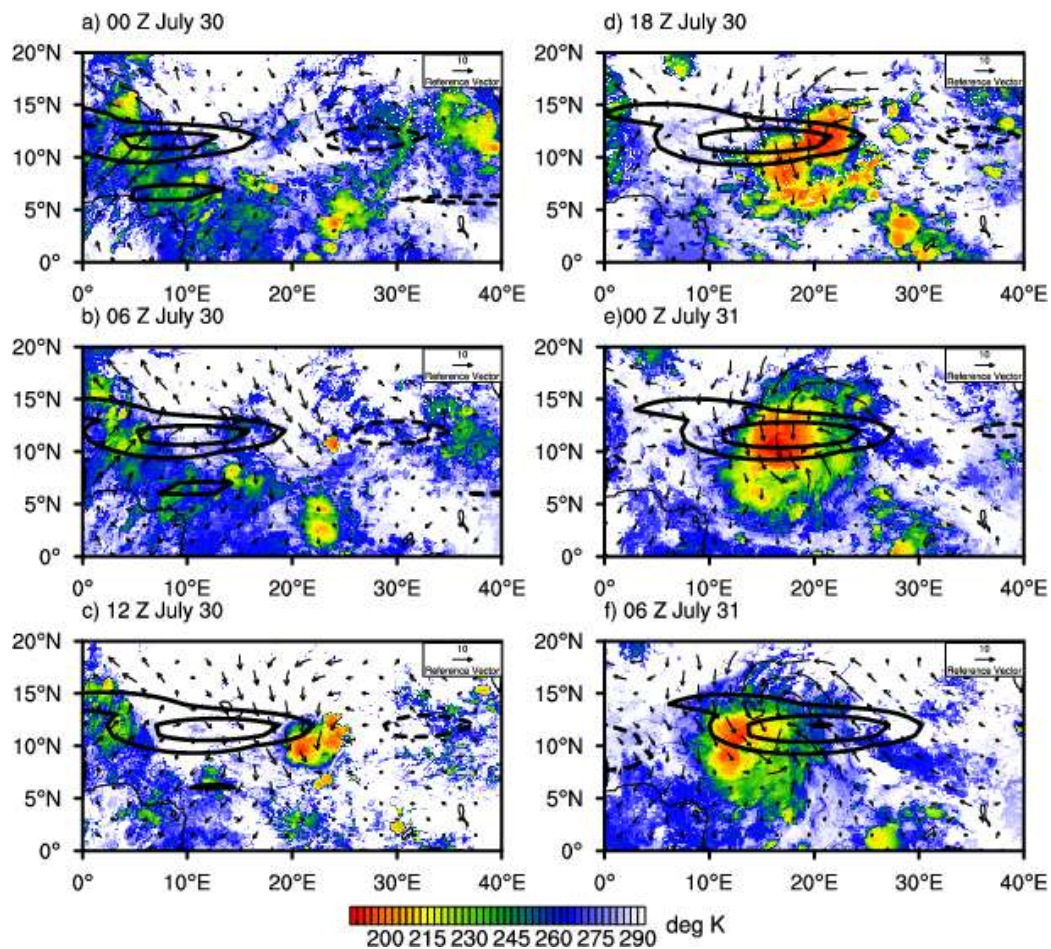 a) 00 Z July 30
20°N
15°N
10°N
5°N
0°
0°
10°E
20°E
30°E
40°E
10
Reference Vector
b) 06 Z July 30
20°N
15°N
10°N
5°N
0°
0°
10°E
20°E
30°E
40°E
10
Reference Vector
c) 12 Z July 30
20°N
15°N
10°N
5°N
0°
0°
10°E
20°E
30°E
40°E
10
Reference Vector
d) 18 Z July 30
20°N
15°N
10°N
5°N
0°
0°
10°E
20°E
30°E
40°E
10
Reference Vector
e)00 Z July 31
20°N
15°N
10°N
5°N
0°
0°
10°E
20°E
30°E
40°E
10
Reference Vector
f) 06 Z July 31
20°N
15°N
10°N
5°N
0°
0°
10°E
20°E
30°E
40°E
10
Reference Vector
200 215 230 245 260 275 290 deg K